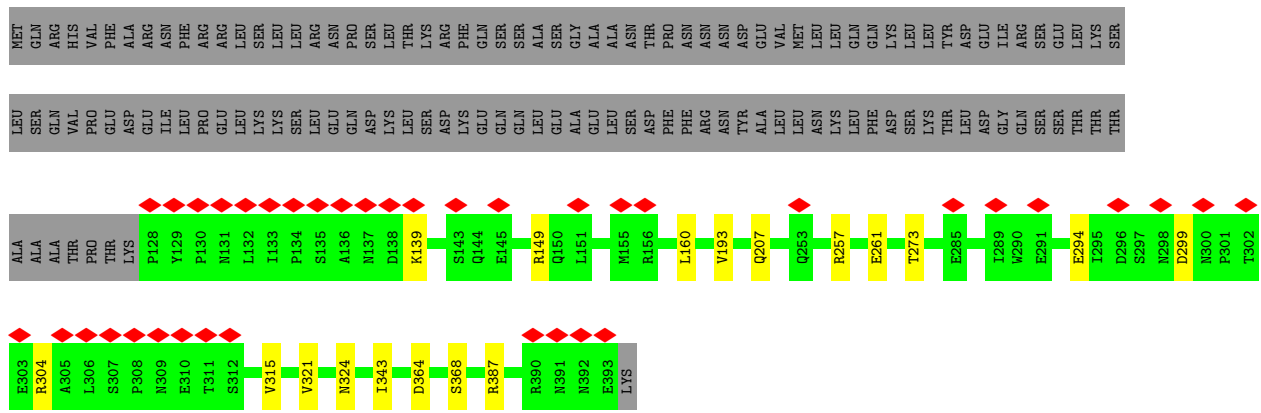 MET GLN ARG HIS VAL PHE ALA ARG ASN PHE ARG ARG LEU SER LEU LEU ARG ASN PRO SER LEU THR LYS ARG PHE GLN SER SER ALA SER GLY ALA ALA ASN THR PRO ASN ASN ASN ASP GLU VAL MET LEU LEU GLN GLN LYS LEU LEU TYR ASP GLU ILE ARG SER GLU LEU LYS SER
LEU SER GLN VAL PRO GLU ASP GLU ILE LEU PRO GLU LEU LYS LYS SER LEU GLU GLN ASP LYS LEU SER ASP LYS GLU GLN GLN LEU GLU ALA GLU LEU SER ASP PHE PHE ARG ASN TYR ALA LEU LEU ASN LYS LEU PHE ASP SER LYS THR LEU ASP GLY GLN SER SER THR THR THR
ALA ALA ALA THR PRO THR LYS P128 Y129 P130 N131 L132 I133 P134 S135 A136 N137 D138 K139 S143 Q144 E145 R149 Q150 L151 M155 R156 L160 V193 Q207 Q253 R257 E261 T273 E285 I289 W290 E291 E294 I295 D296 S297 N298 D299 N300 P301 T302
E303 R304 A305 L306 S307 P308 N309 E310 T311 S312 V315 V321 N324 I343 D364 S368 R387 R390 N391 N392 E393 LYS